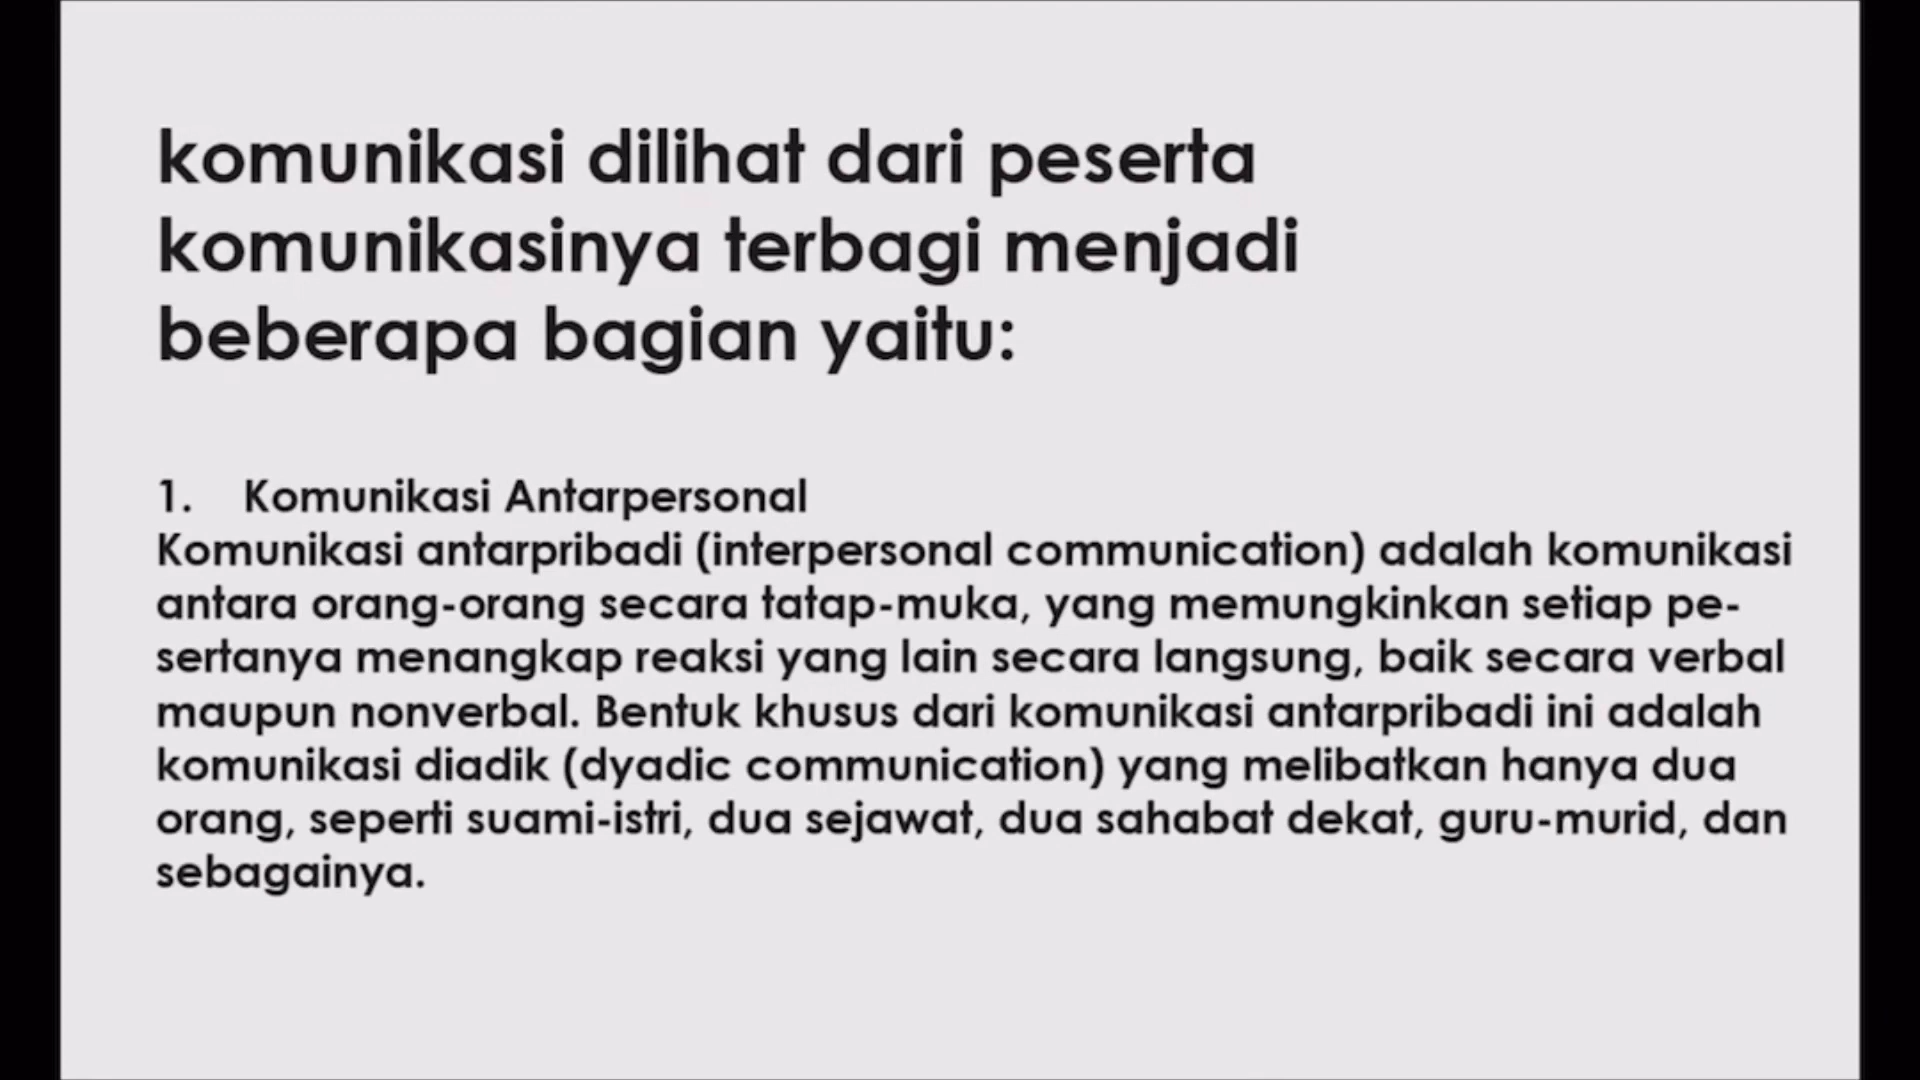 komunikasi dilihat dari peserta
komunikasinya terbagi menjadi
beberapa bagian yaitu:
1. Komunikasi Antarpersonal
Komunikasi antarpribadi (interpersonal communication) adalah komunikasi
antara orang-orang secara tatap-muka, yang memungkinkan setiap pe-
sertanya menangkap reaksi yang lain secara langsung, baik secara verbal
maupun nonverbal. Bentuk khusus dari komunikasi antarpribadi ini adalah
komunikasi diadik (dyadic communication) yang melibatkan hanya dua
orang, seperti suami-istri, dua sejawat, dua sahabat dekat, guru-murid, dan
sebagainya.